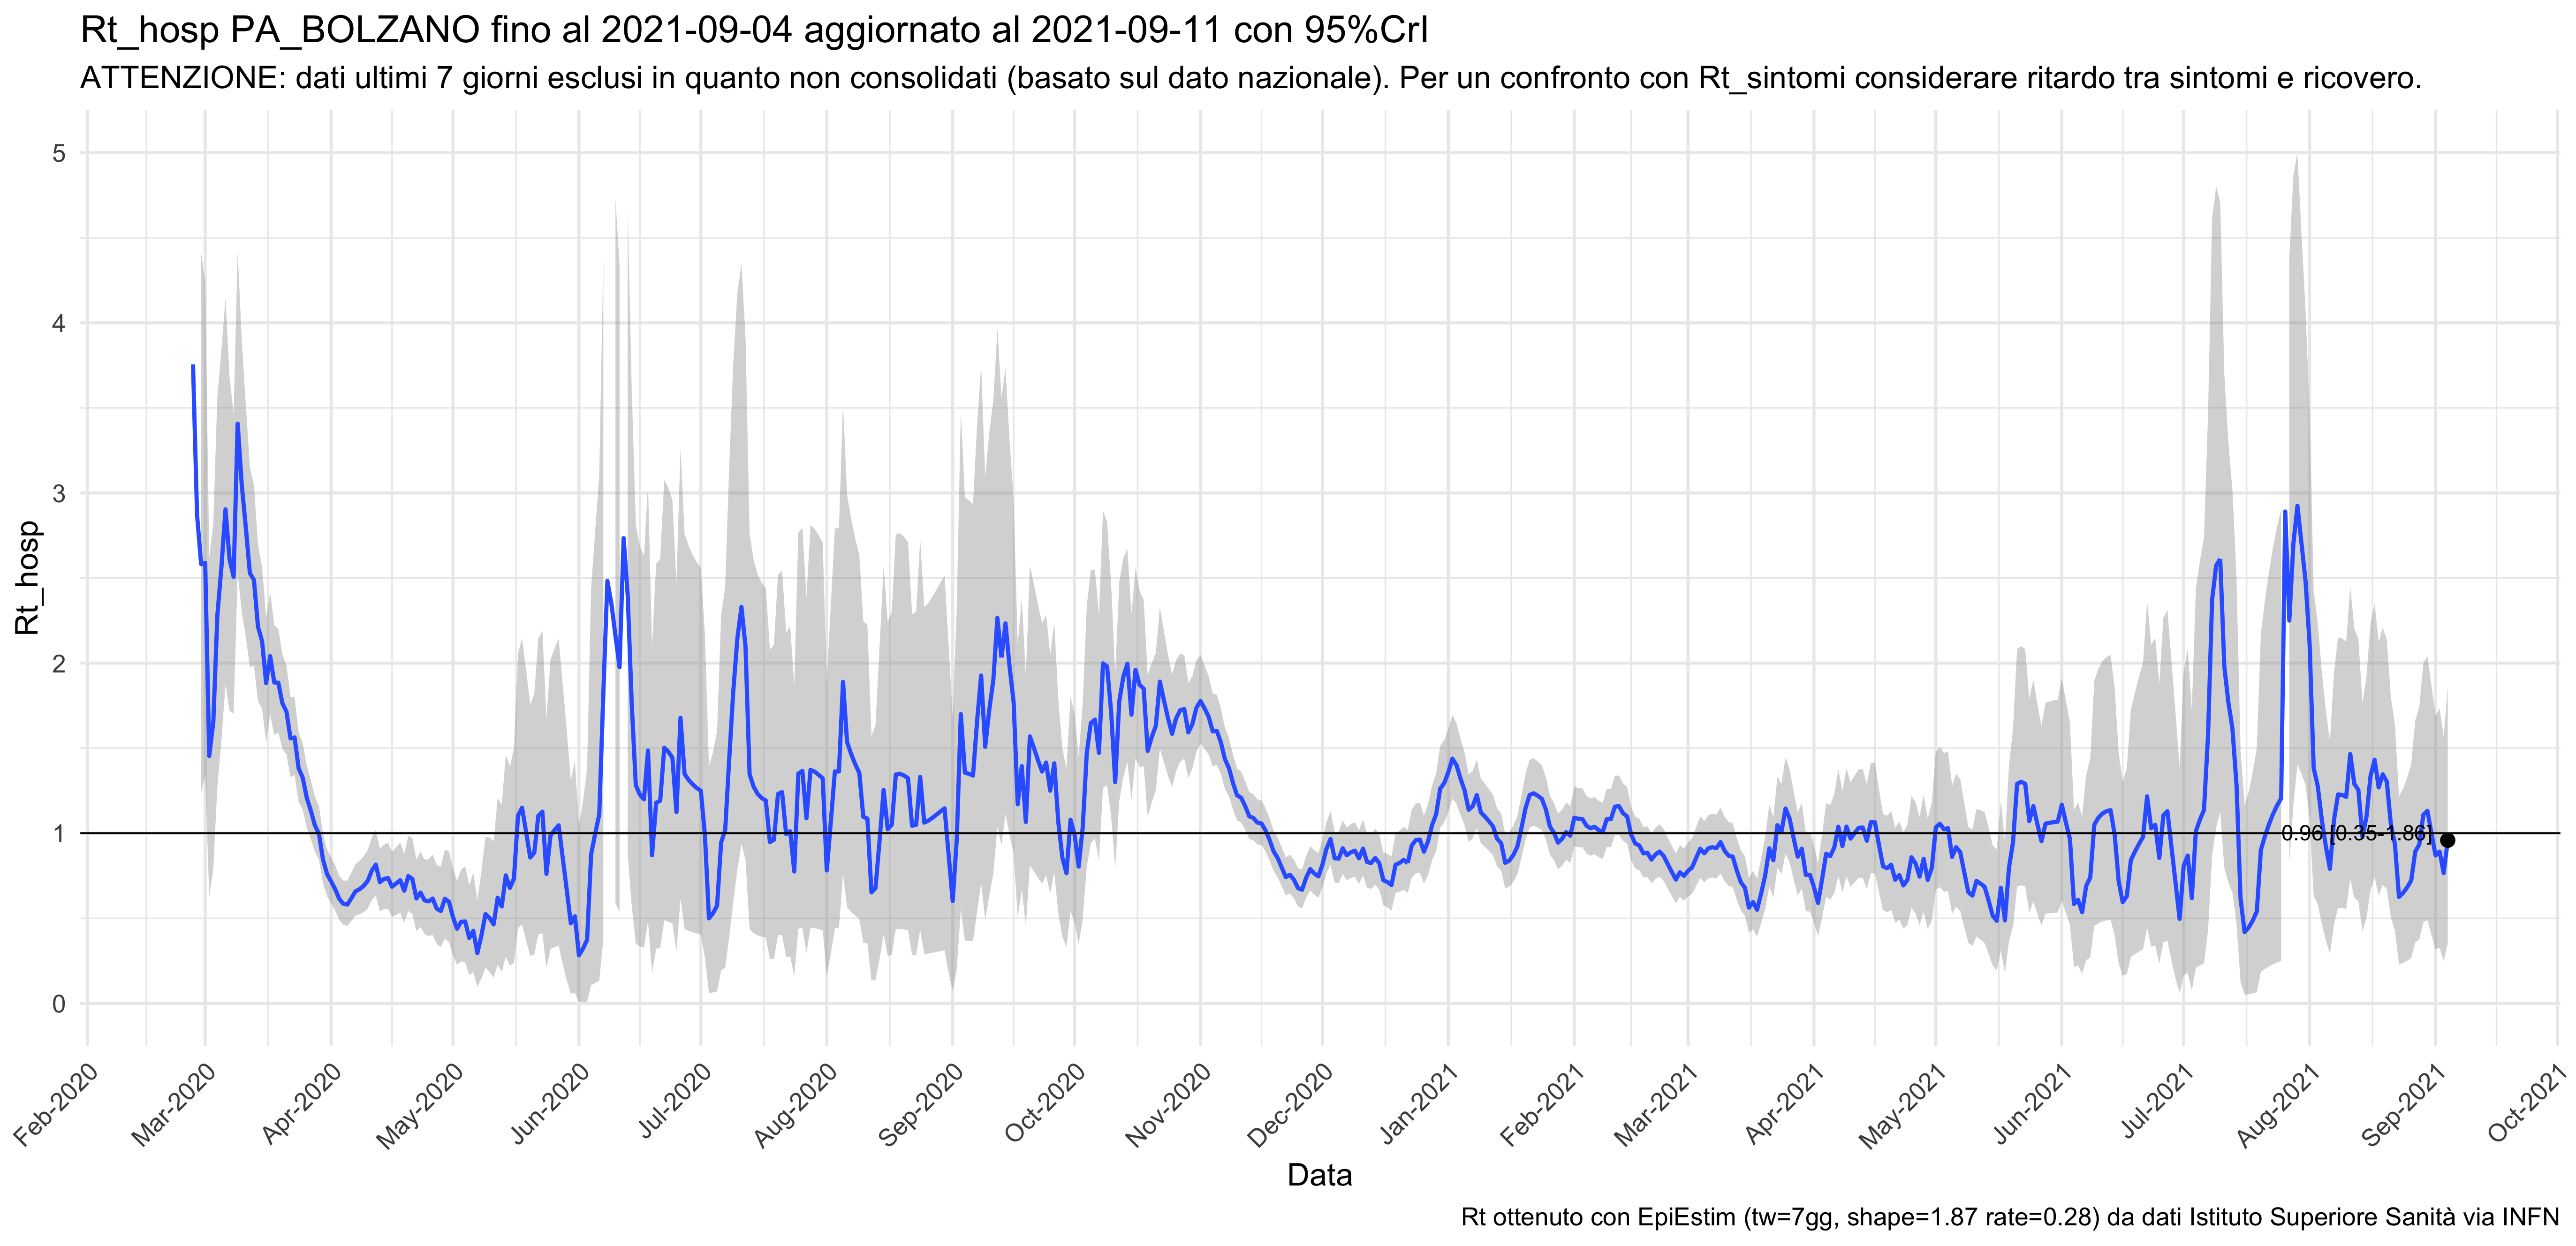 Rt_hosp PA_BOLZANO fino al 2021-09-04 aggiornato al 2021-09-11 con 95%CrI
ATTENZIONE: dati ultimi 7 giorni esclusi in quanto non consolidati (basato sul dato nazionale). Per un confronto con Rt_sintomi considerare ritardo tra sintomi e ricovero.
5
4
3
2
1
0
Rt_hosp
0.96 [0.35-1.86]
Feb-2020
Mar-2020
Apr-2020
May-2020
Jun-2020
Jul-2020
Aug-2020
Sep-2020
Oct-2020
Nov-2020
Dec-2020
Jan-2021
Feb-2021
Mar-2021
Apr-2021
May-2021
Jun-2021
Jul-2021
Aug-2021
Sep-2021
Oct-2021
Data
Rt ottenuto con EpiEstim (tw=7gg, shape=1.87 rate=0.28) da dati Istituto Superiore Sanità via INFN